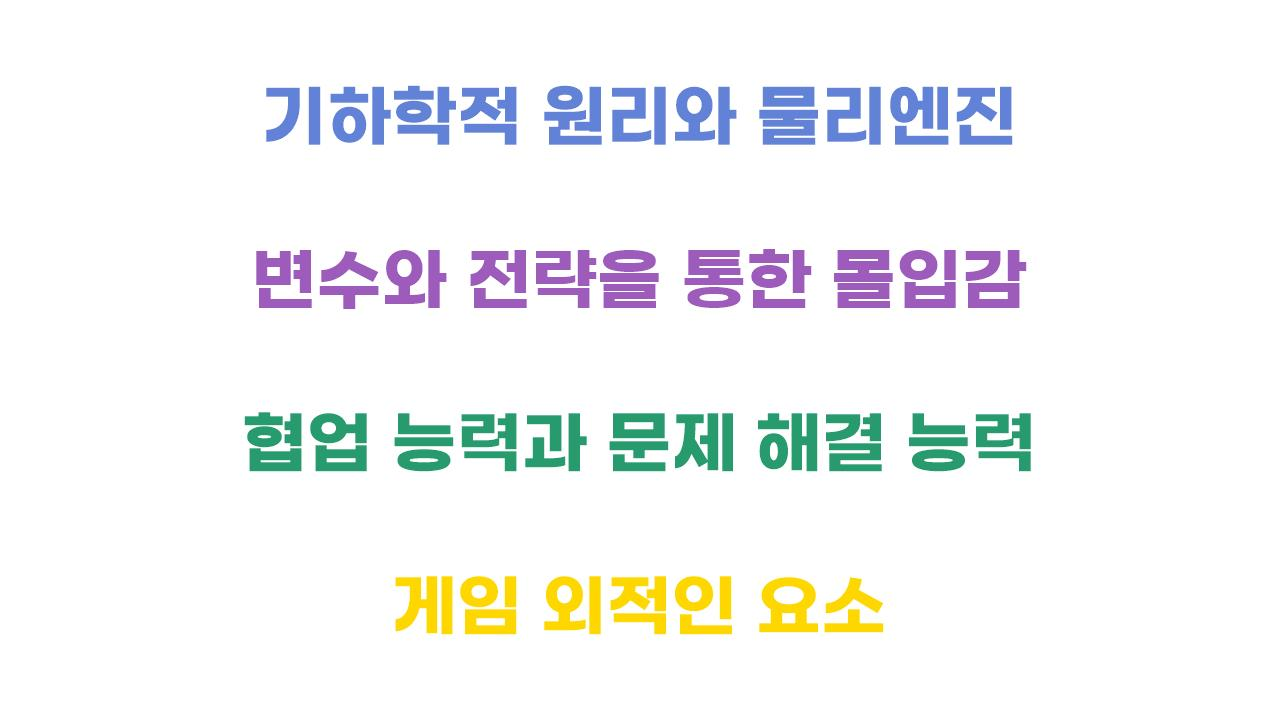 기하학적 원리와 물리엔진
변수와 전략을 통한 몰입감
협업 능력과 문제 해결 능력
게임 외적인 요소